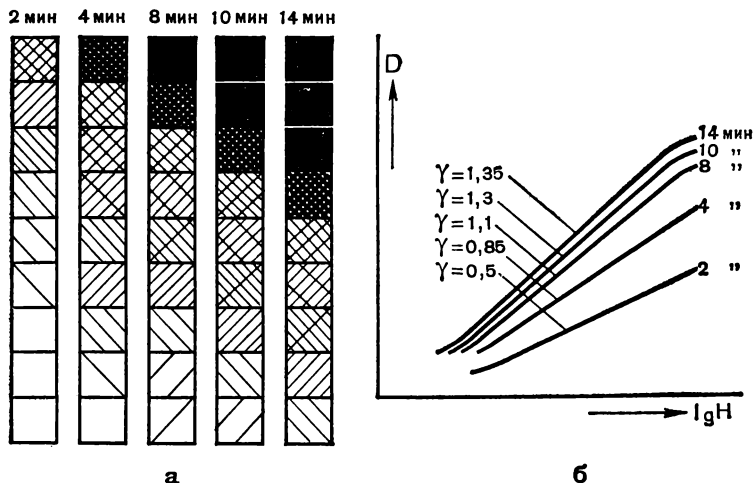 2 мин 4 мин 8 мин 10 мин 14 мин
D
14 мин
10 „
8 „
4 „
2 „
γ=1,35
γ=1,3
γ=1,1
γ=0,85
γ=0,5
lgH
а
б